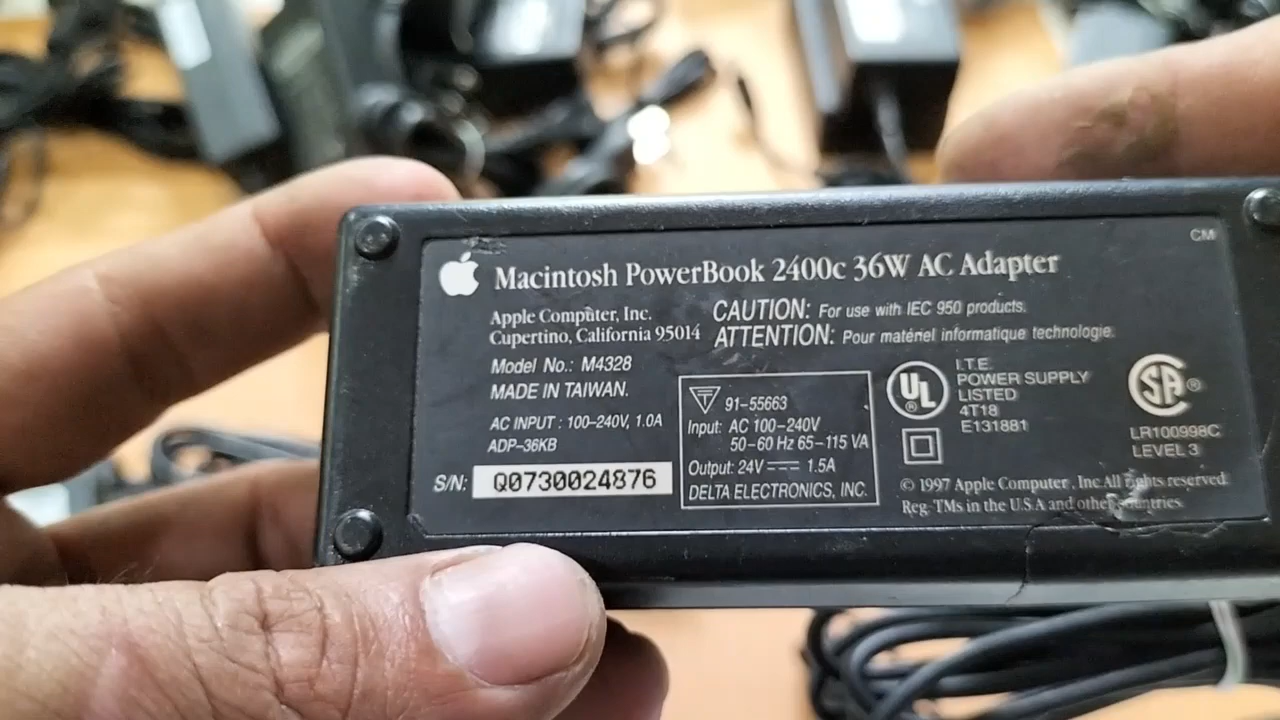 CM
Macintosh PowerBook 2400c 36W AC Adapter
Apple Computer, Inc.
Cupertino, California 95014
CAUTION: For use with IEC 950 products.
ATTENTION: Pour matériel informatique technologie.
Model No.: M4328
MADE IN TAIWAN.
AC INPUT : 100-240V, 1.0A
ADP-36KB
S/N: Q0730024876
91-55663
Input: AC 100-240V
50-60 Hz 65-115 VA
Output: 24V 1.5A
DELTA ELECTRONICS, INC.
UL
®
I.T.E.
POWER SUPPLY
LISTED
4T18
E131881
SA ®
LR100998C
LEVEL 3
© 1997 Apple Computer, Inc All rights reserved
Reg. TMs in the U.S.A and other countries.